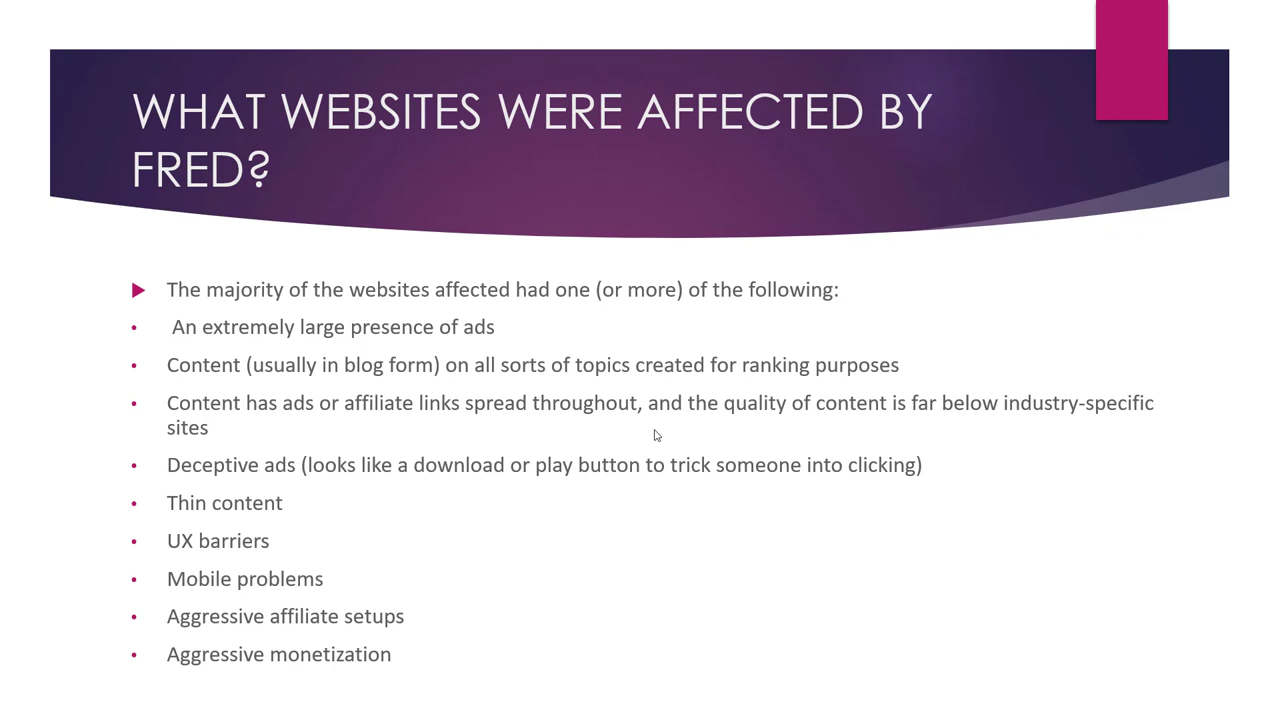 WHAT WEBSITES WERE AFFECTED BY
FRED?
The majority of the websites affected had one (or more) of the following:
An extremely large presence of ads
Content (usually in blog form) on all sorts of topics created for ranking purposes
Content has ads or affiliate links spread throughout, and the quality of content is far below industry-specific
sites
Deceptive ads (looks like a download or play button to trick someone into clicking)
Thin content
UX barriers
Mobile problems
Aggressive affiliate setups
Aggressive monetization